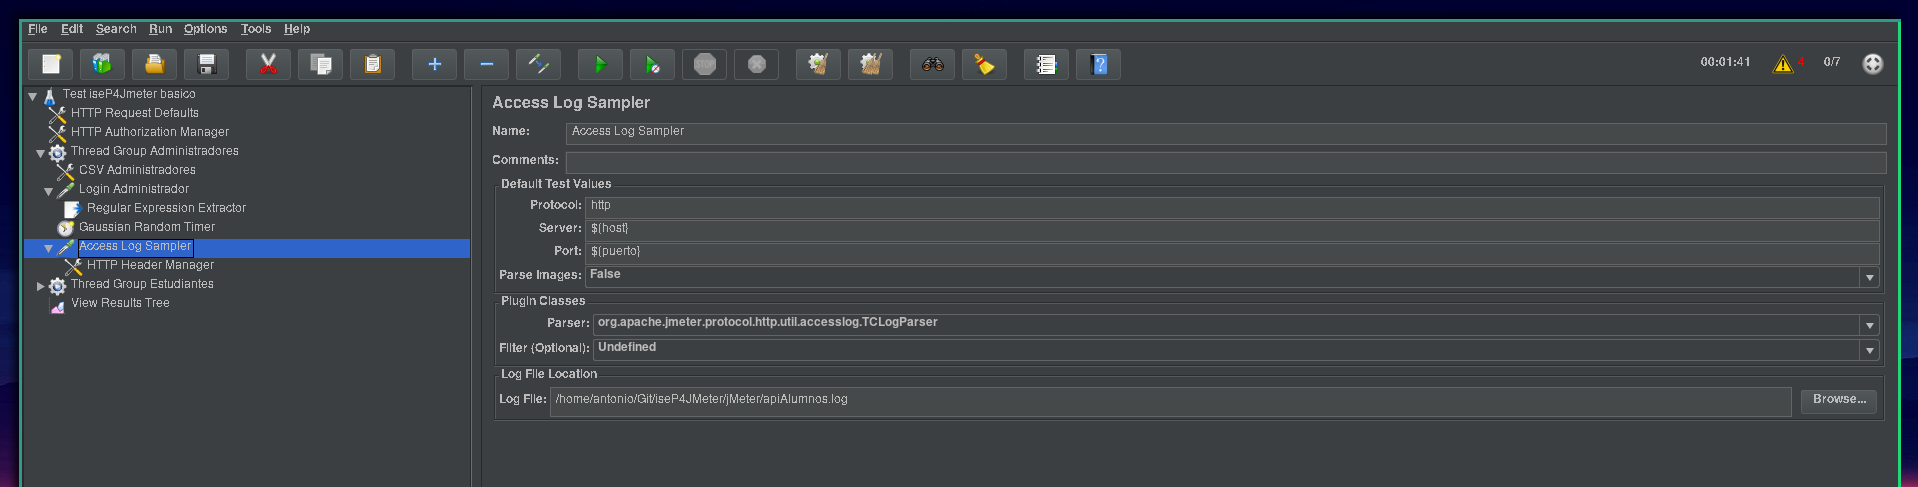 File Edit Search Run Options Tools Help
STOP
00:01:41 4 0/7
Test iseP4Jmeter basico
HTTP Request Defaults
HTTP Authorization Manager
Thread Group Administradores
CSV Administradores
Login Administrador
Regular Expression Extractor
Gaussian Random Timer
Access Log Sampler
HTTP Header Manager
Thread Group Estudiantes
View Results Tree
Access Log Sampler
Name: Access Log Sampler
Comments:
Default Test Values
Protocol: http
Server: ${host}
Port: ${puerto}
Parse Images: False
Plugin Classes
Parser: org.apache.jmeter.protocol.http.util.accesslog.TCLogParser
Filter (Optional): Undefined
Log File Location
Log File: /home/antonio/Git/iseP4JMeter/jMeter/apiAlumnos.log Browse...